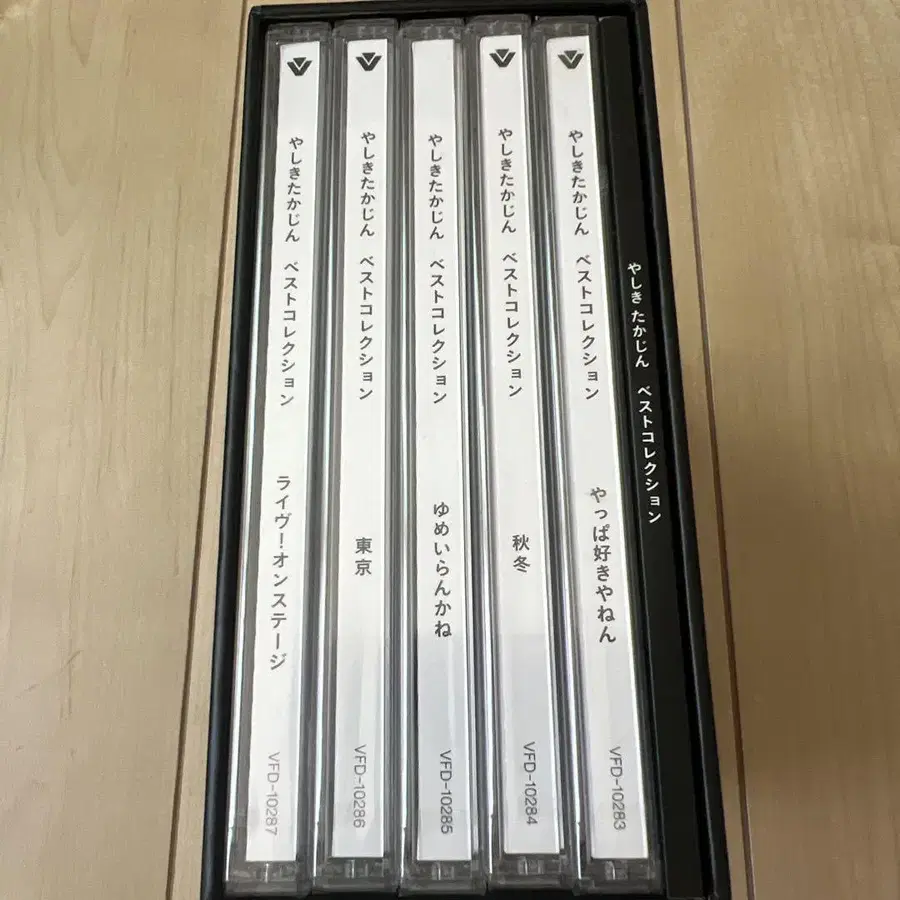 やしきたかじん ベストコレクション ライヴ!オンステージ VFD-10287
やしきたかじん ベストコレクション 東京 VFD-10286
やしきたかじん ベストコレクション ゆめいらんかね VFD-10285
やしきたかじん ベストコレクション 秋冬 VFD-10284
やしきたかじん ベストコレクション やっぱ好きやねん VFD-10283
やしき たかじん ベストコレクション